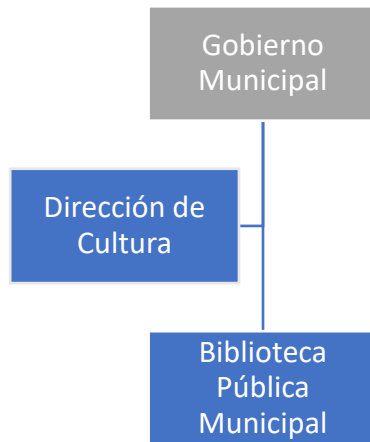 Gobierno
Municipal
Dirección de
Cultura
Biblioteca
Pública
Municipal